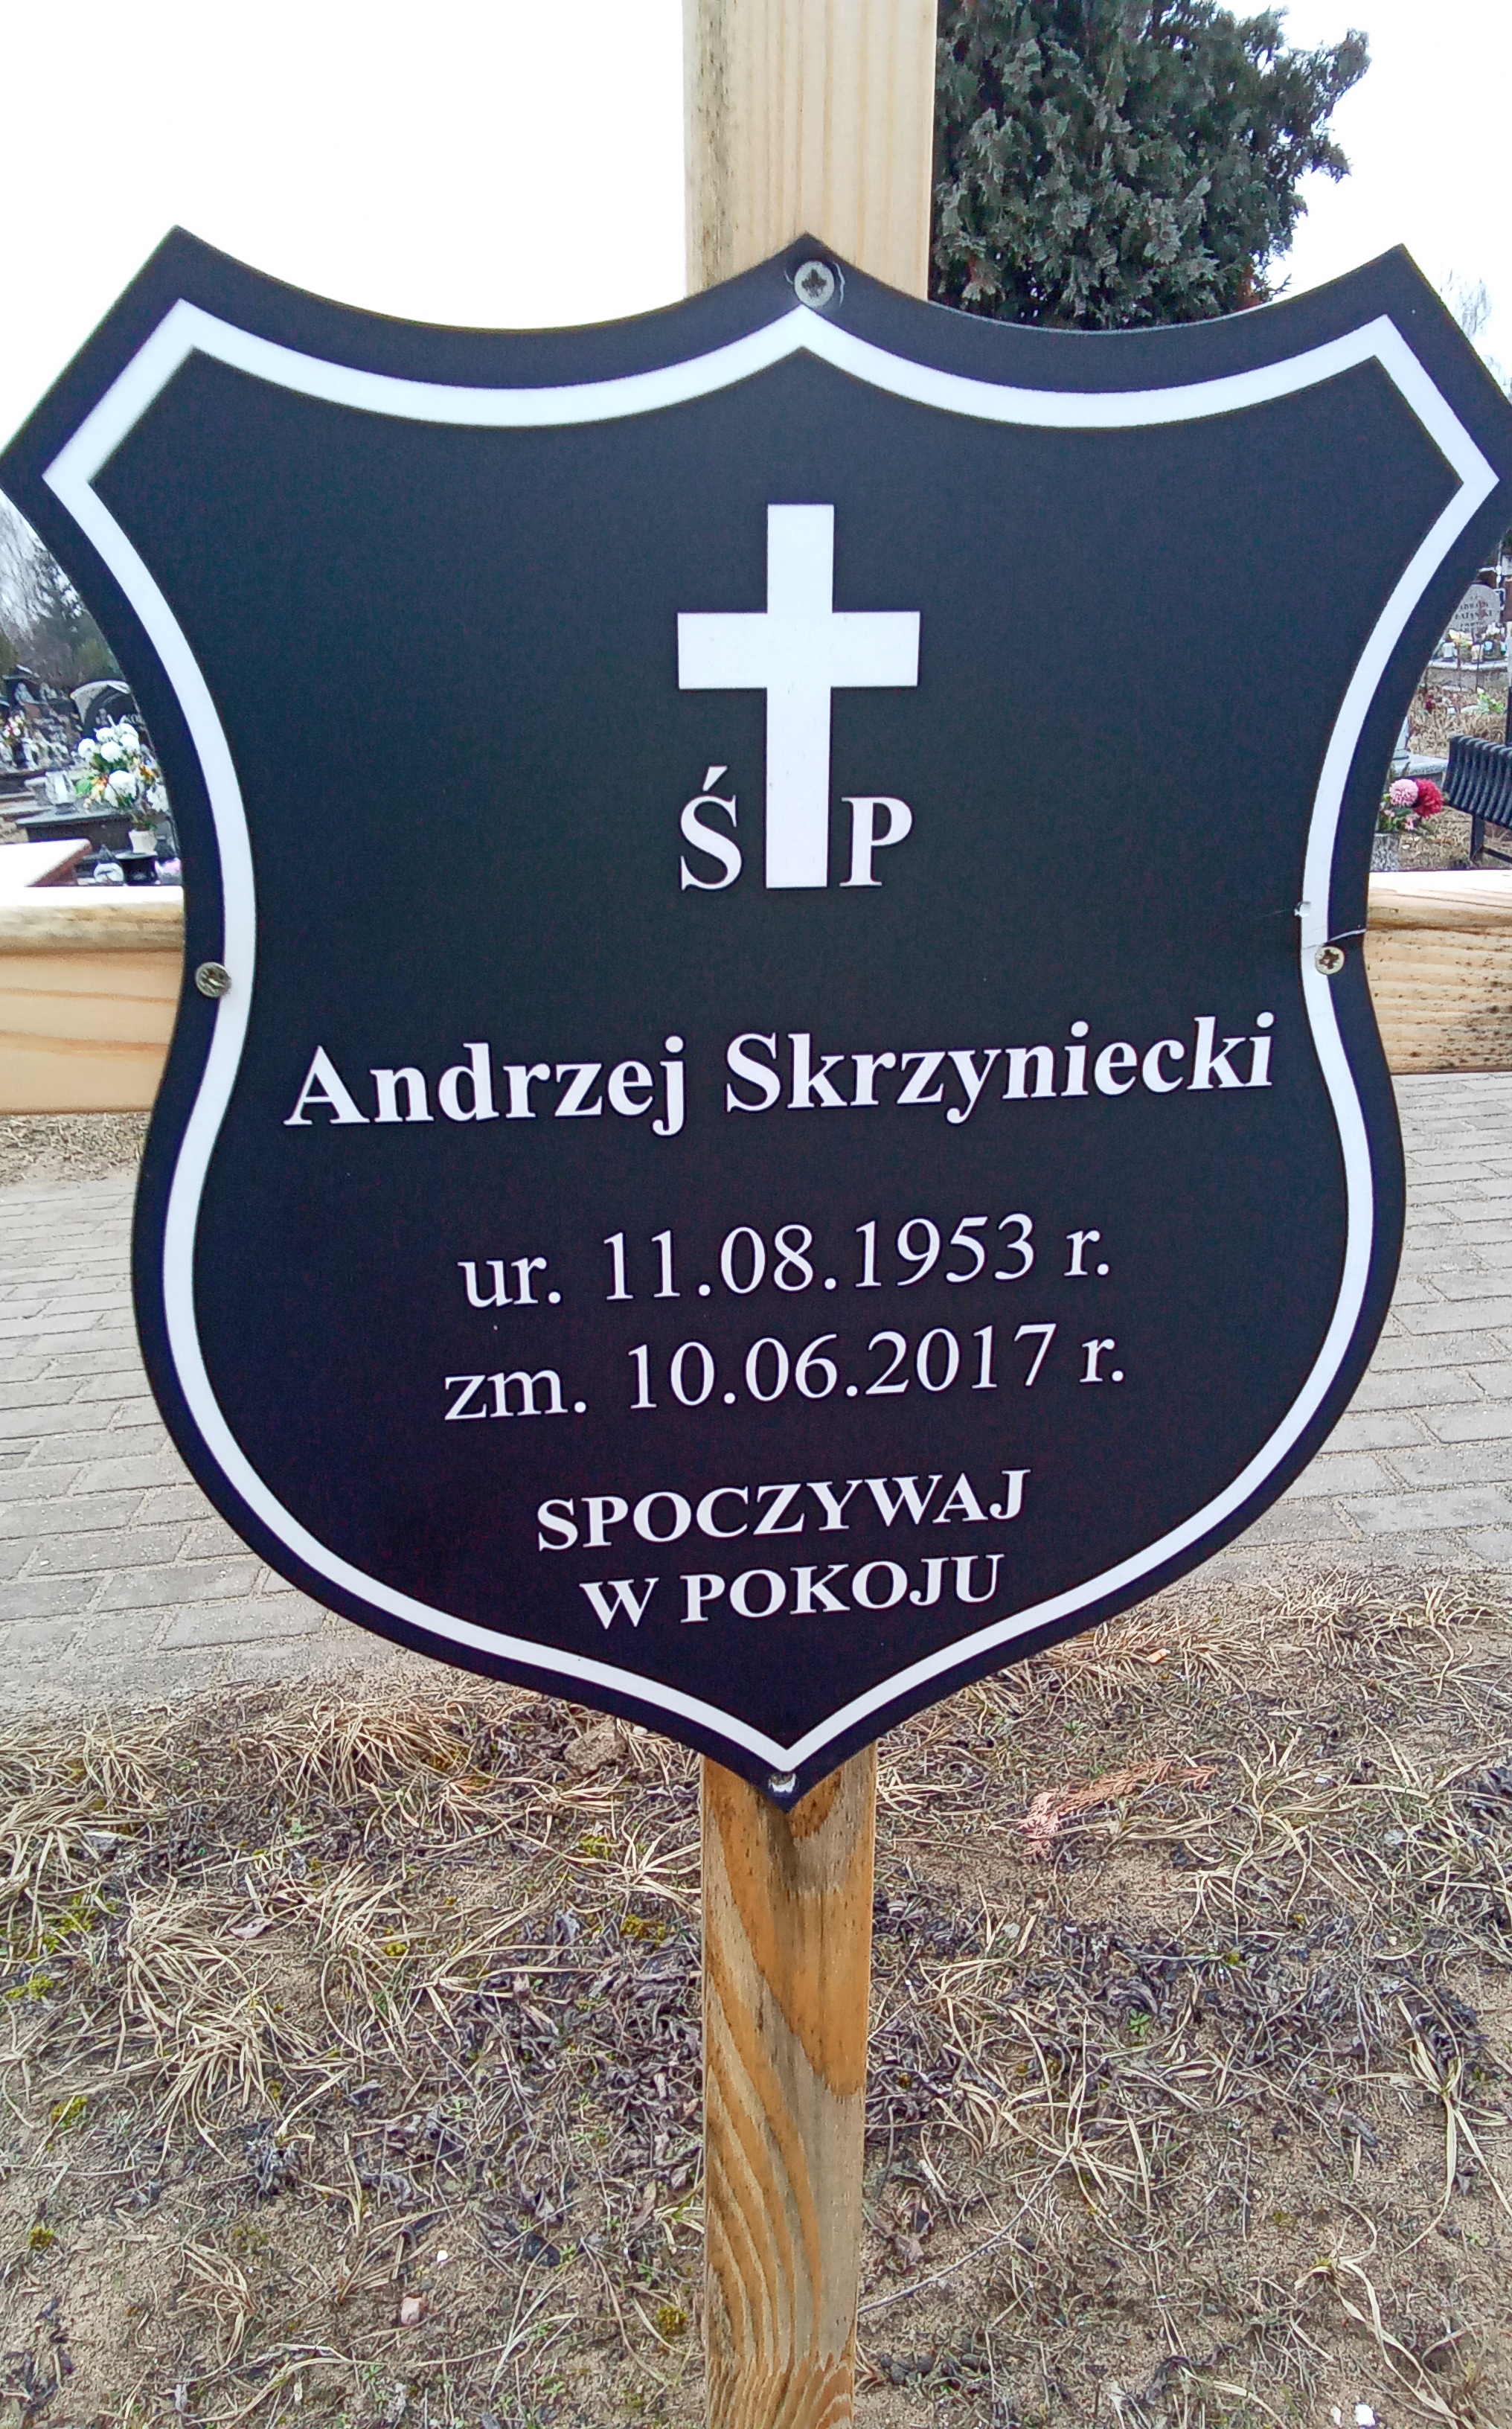 Ś P
Andrzej Skrzyniecki
ur. 11.08.1953 r.
zm. 10.06.2017 r.
SPOCZYWAJ
W POKOJU